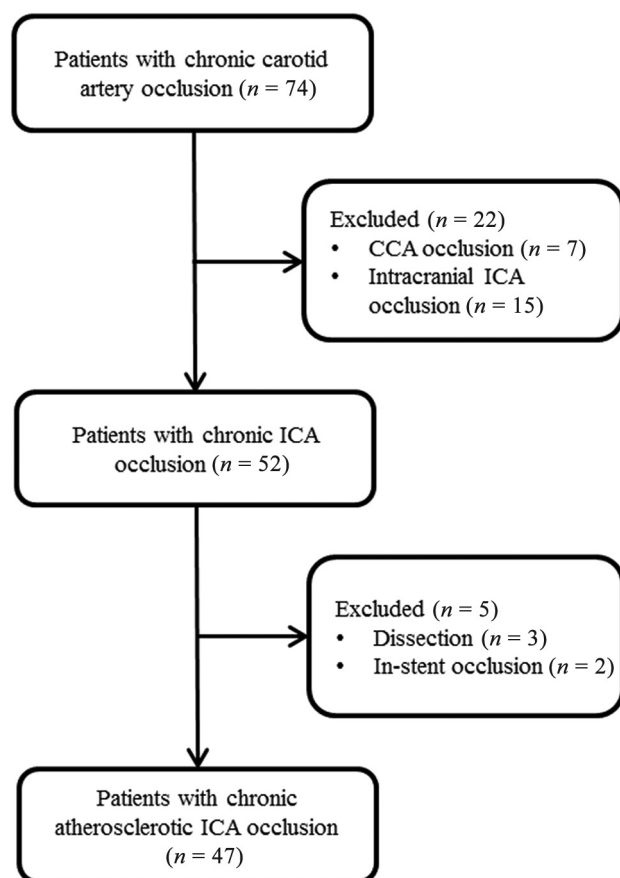 Patients with chronic carotid
artery occlusion (n = 74)
Excluded (n = 22)
• CCA occlusion (n = 7)
• Intracranial ICA
occlusion (n = 15)
Patients with chronic ICA
occlusion (n = 52)
Excluded (n = 5)
• Dissection (n = 3)
• In-stent occlusion (n = 2)
Patients with chronic
atherosclerotic ICA occlusion
(n = 47)